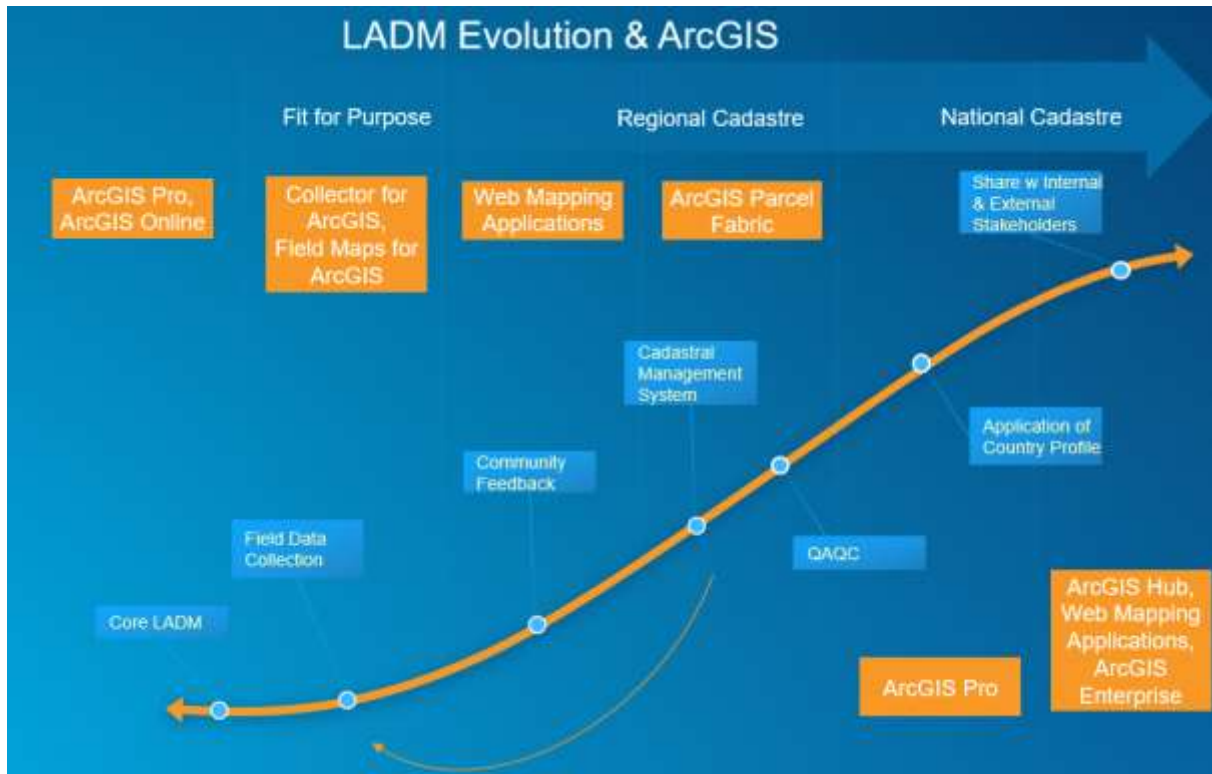 LADM Evolution & ArcGIS
Fit for Purpose
Regional Cadastre
National Cadastre
ArcGIS Pro,
ArcGIS Online
Collector for
ArcGIS,
Field Maps for
ArcGIS
Web Mapping
Applications
ArcGIS Parcel
Fabric
Share w Internal
& External
Stakeholders
Cadastral
Management
System
Application of
Country Profile
Community
Feedback
Field Data
Collection
QAQC
Core LADM
ArcGIS Hub,
Web Mapping
Applications,
ArcGIS
Enterprise
ArcGIS Pro